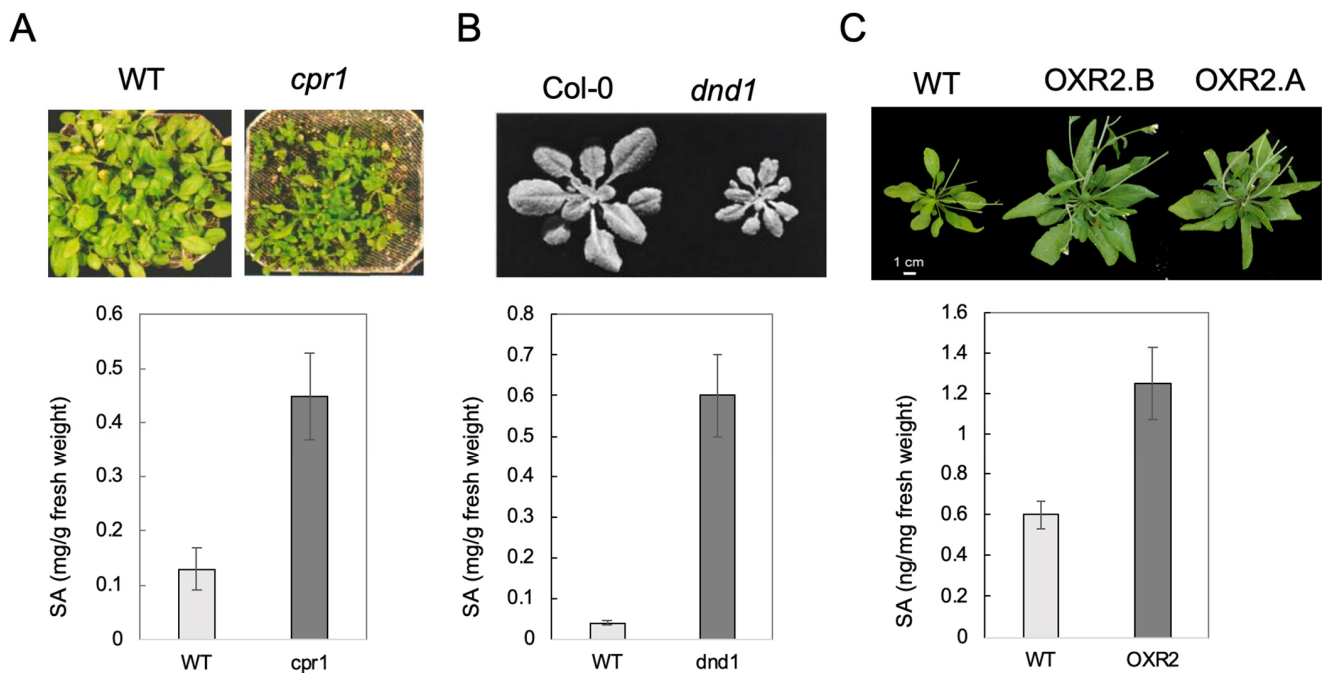 A
WT
cpr1
0.6
0.5
0.4
0.3
0.2
0.1
0
SA (mg/g fresh weight)
WT
cpr1
B
Col-0
dnd1
0.8
0.7
0.6
0.5
0.4
0.3
0.2
0.1
0
SA (mg/g fresh weight)
WT
dnd1
C
WT
OXR2.B
OXR2.A
1 cm
1.6
1.4
1.2
1
0.8
0.6
0.4
0.2
0
SA (ng/mg fresh weight)
WT
OXR2